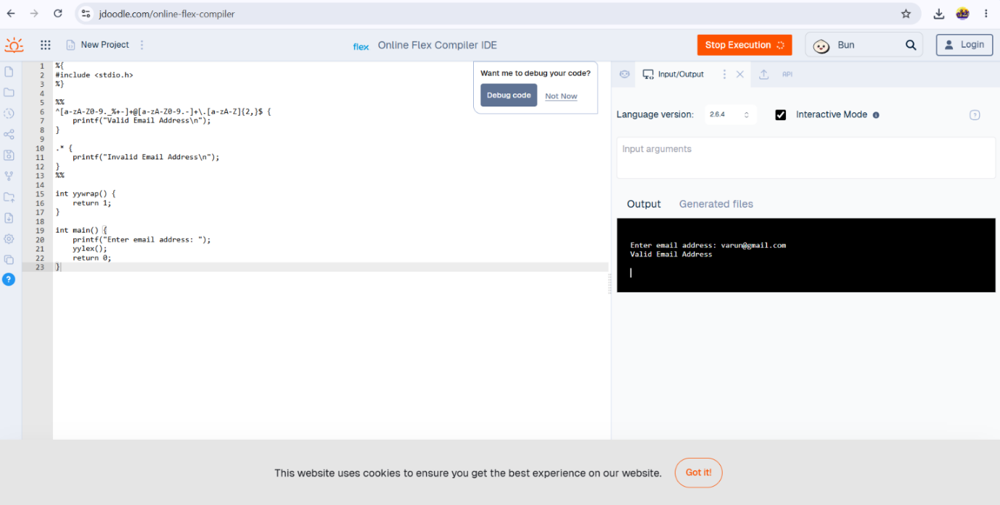 jdoodle.com/online-flex-compiler
New Project
flex Online Flex Compiler IDE
Stop Execution
Bun
Login
1 %{
2 #include <stdio.h>
3 %}
4
5 %%
6 ^[a-zA-Z0-9._%+-]+@[a-zA-Z0-9.-]+\.[a-zA-Z]{2,}$ {
7     printf("Valid Email Address\n");
8 }
9
10 .* {
11     printf("Invalid Email Address\n");
12 }
13 %%
14
15 int yywrap() {
16     return 1;
17 }
18
19 int main() {
20     printf("Enter email address: ");
21     yylex();
22     return 0;
23 }
Want me to debug your code?
Debug code Not Now
Input/Output
API
Language version: 2.6.4 Interactive Mode
Input arguments
Output Generated files
Enter email address: varun@gmail.com
Valid Email Address
This website uses cookies to ensure you get the best experience on our website. Got it!